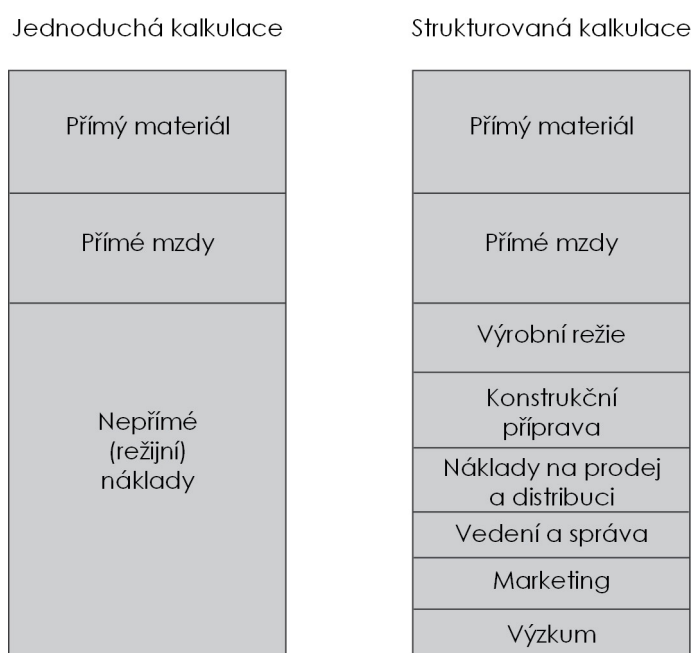 Jednoduchá kalkulace
Přímý materiál
Přímé mzdy
Nepřímé
(režijní)
náklady
Strukturovaná kalkulace
Přímý materiál
Přímé mzdy
Výrobní režie
Konstrukční
příprava
Náklady na prodej
a distribuci
Vedení a správa
Marketing
Výzkum